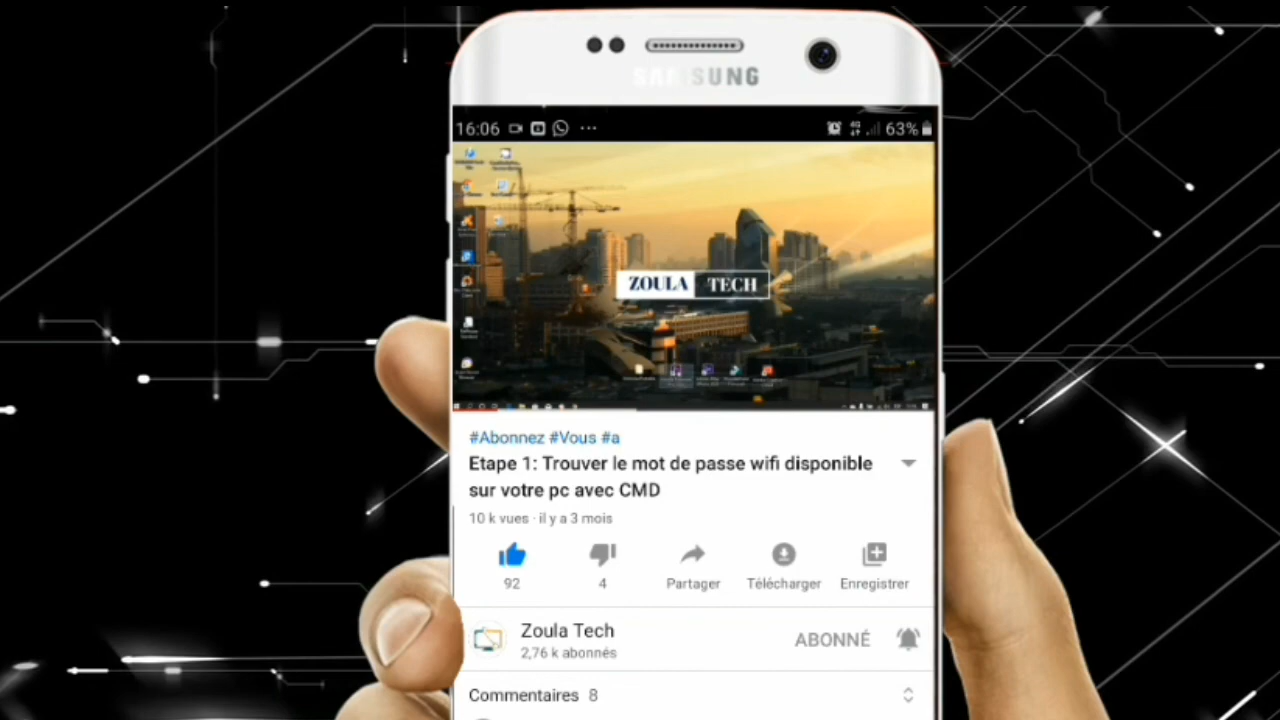 SAMSUNG
16:06
4G
63%
ZOULA TECH
#Abonnez #Vous #a
Etape 1: Trouver le mot de passe wifi disponible
sur votre pc avec CMD
10 k vues · il y a 3 mois
92
4
Partager
Télécharger
Enregistrer
Zoula Tech
ABONNÉ
2,76 k abonnés
Commentaires 8